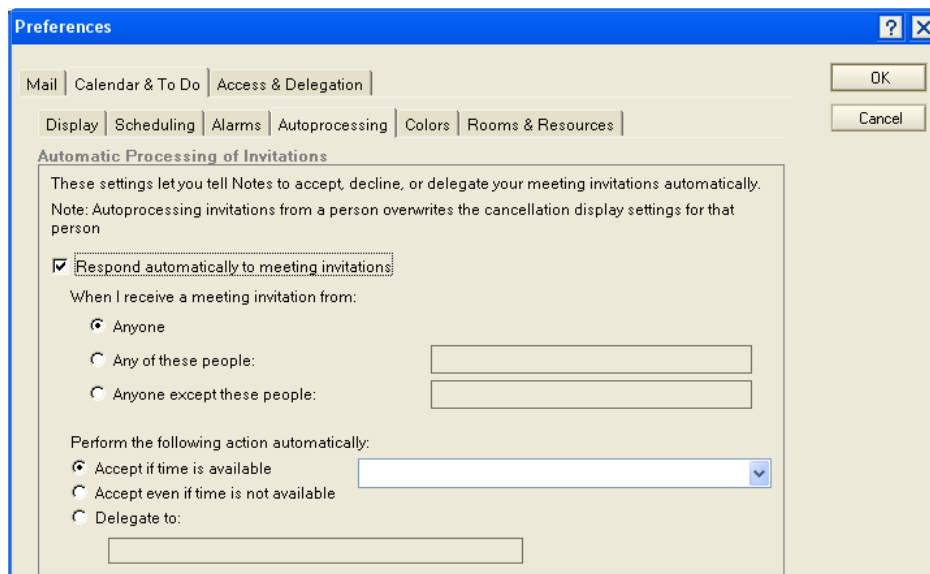 Preferences
Mail Calendar & To Do Access & Delegation
OK
Display Scheduling Alarms Autoprocessing Colors Rooms & Resources
Cancel
Automatic Processing of Invitations
These settings let you tell Notes to accept, decline, or delegate your meeting invitations automatically.
Note: Autoprocessing invitations from a person overwrites the cancellation display settings for that
person
Respond automatically to meeting invitations
When I receive a meeting invitation from:
Anyone
Any of these people:
Anyone except these people:
Perform the following action automatically:
Accept if time is available
Accept even if time is not available
Delegate to: